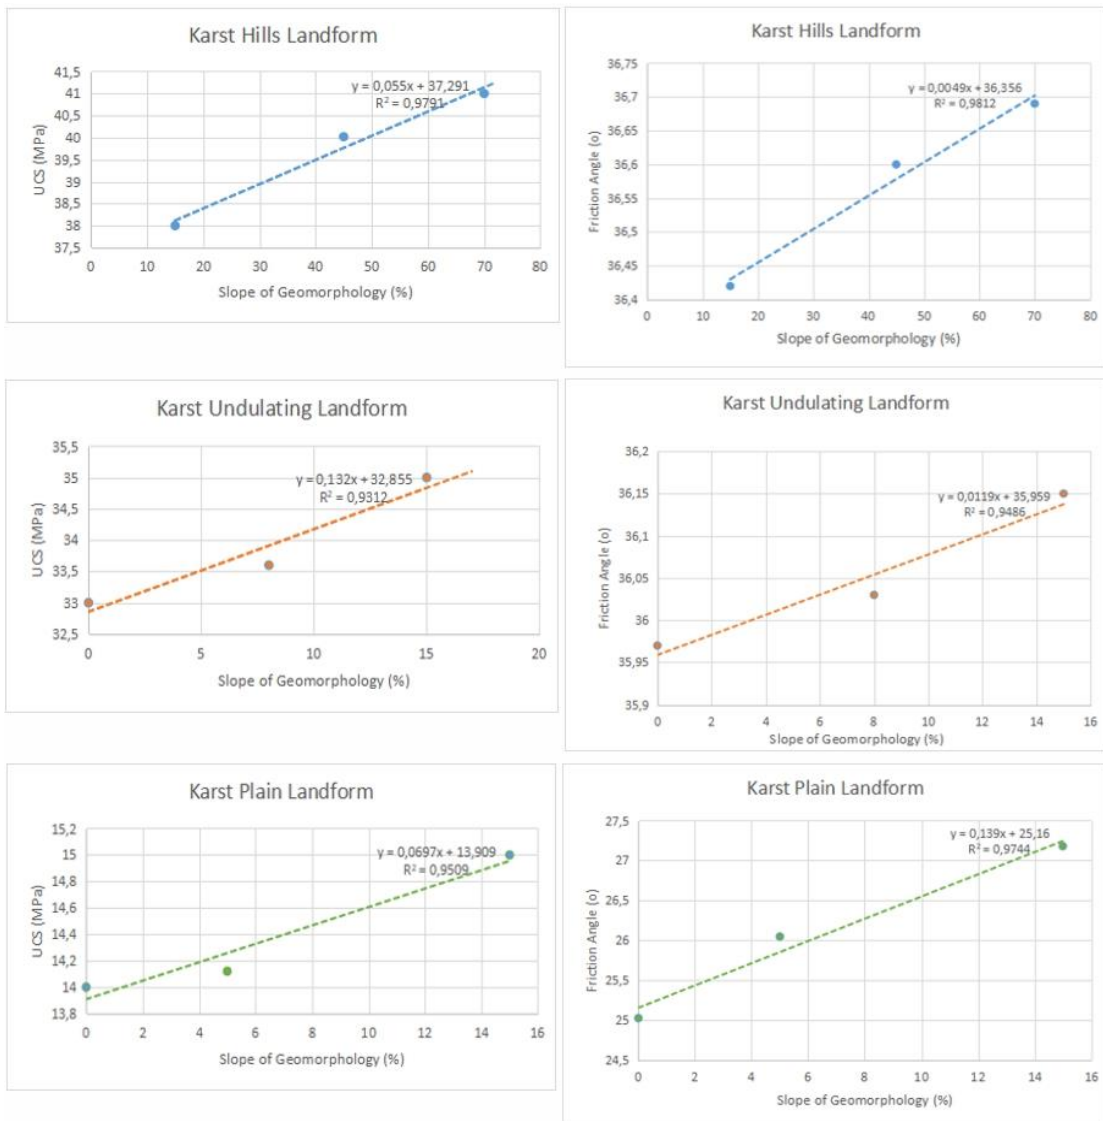 Karst Hills Landform
UCS (MPa)
41,5
41
40,5
40
39,5
39
38,5
38
37,5
y = 0,055x + 37,291
R² = 0,9791
0 10 20 30 40 50 60 70 80
Slope of Geomorphology (%)
Karst Hills Landform
Friction Angle (o)
36,75
36,7
36,65
36,6
36,55
36,5
36,45
36,4
y = 0,0049x + 36,356
R² = 0,9812
0 10 20 30 40 50 60 70 80
Slope of Geomorphology (%)
Karst Undulating Landform
UCS (MPa)
35,5
35
34,5
34
33,5
33
32,5
y = 0,132x + 32,855
R² = 0,9312
0 5 10 15 20
Slope of Geomorphology (%)
Karst Undulating Landform
Friction Angle (o)
36,2
36,15
36,1
36,05
36
35,95
35,9
y = 0,0119x + 35,959
R² = 0,9486
0 2 4 6 8 10 12 14 16
Slope of Geomorphology (%)
Karst Plain Landform
UCS (MPa)
15,2
15
14,8
14,6
14,4
14,2
14
13,8
y = 0,0697x + 13,909
R² = 0,9509
0 2 4 6 8 10 12 14 16
Slope of Geomorphology (%)
Karst Plain Landform
Friction Angle (o)
27,5
27
26,5
26
25,5
25
24,5
y = 0,139x + 25,16
R² = 0,9744
0 2 4 6 8 10 12 14 16
Slope of Geomorphology (%)